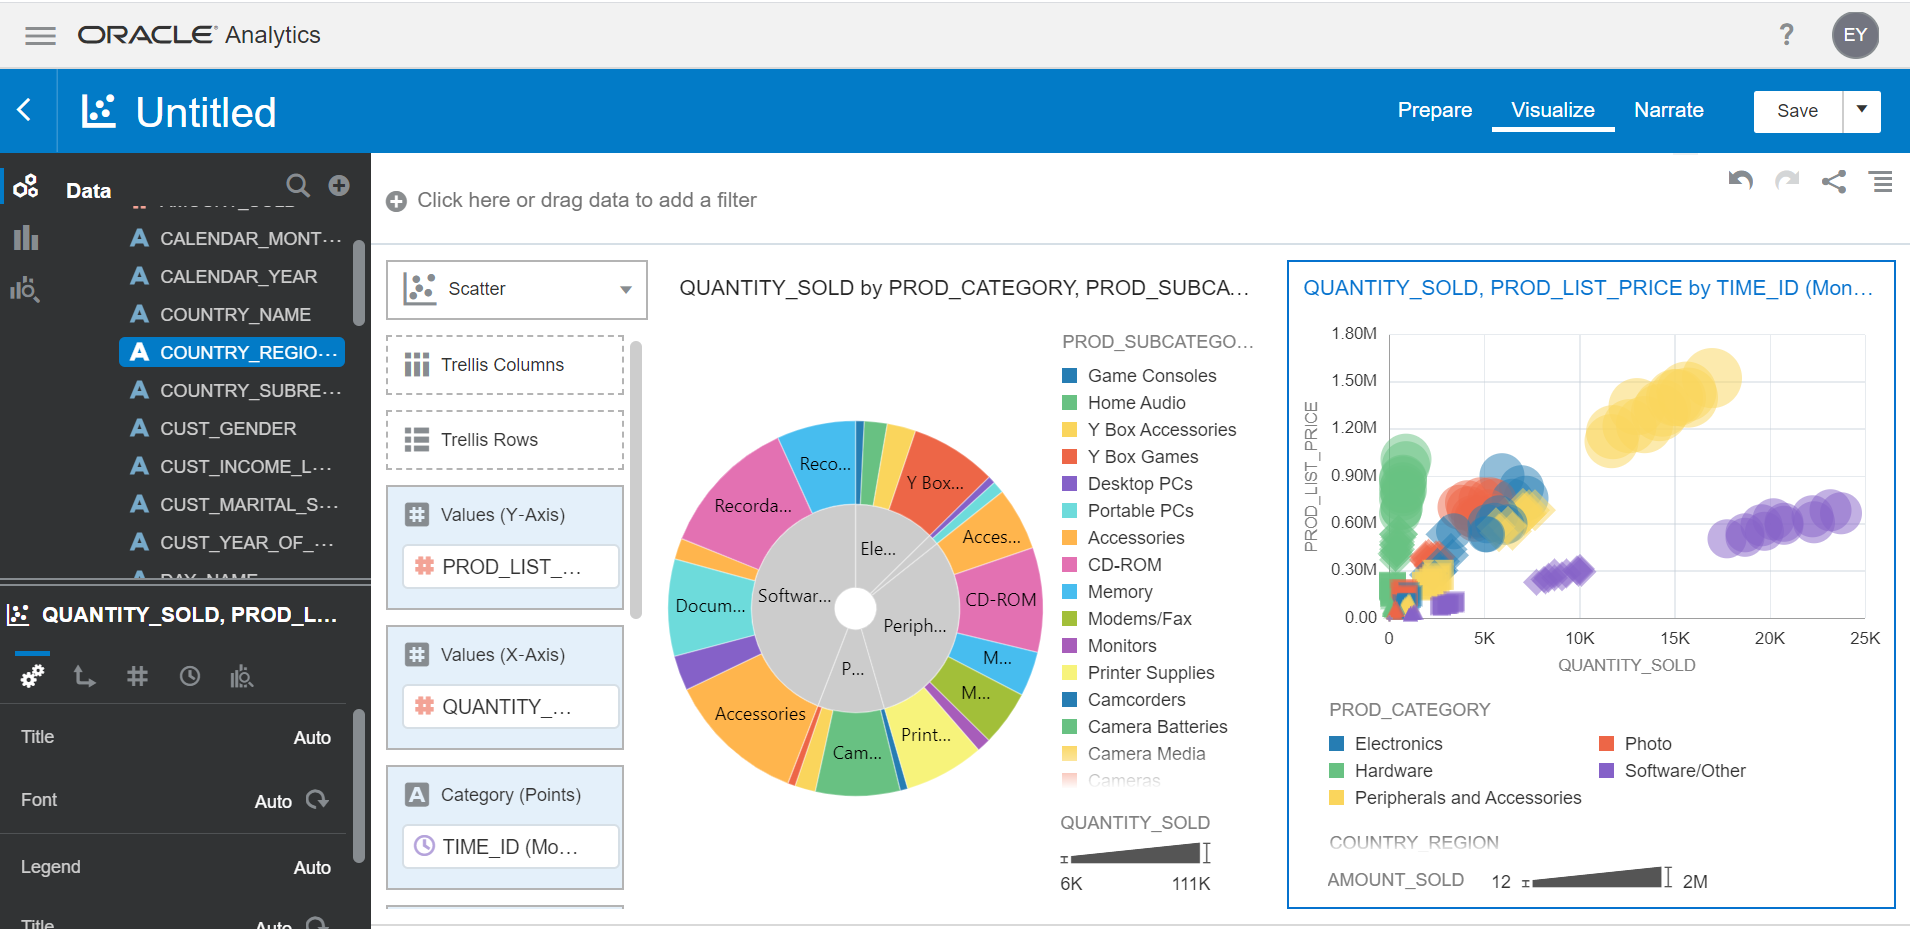 ORACLE Analytics
?
EY
Untitled
Prepare
Visualize
Narrate
Save
Data
CALENDAR_MONT...
CALENDAR_YEAR
COUNTRY_NAME
COUNTRY_REGIO...
COUNTRY_SUBRE...
CUST_GENDER
CUST_INCOME_L...
CUST_MARITAL_S...
CUST_YEAR_OF_...
QUANTITY_SOLD, PROD_L...
Title
Auto
Font
Auto
Legend
Auto
Title
Auto
Click here or drag data to add a filter
Scatter
Trellis Columns
Trellis Rows
Values (Y-Axis)
PROD_LIST_...
Values (X-Axis)
QUANTITY_...
Category (Points)
TIME_ID (Mo...
QUANTITY_SOLD by PROD_CATEGORY, PROD_SUBCA...
Reco...
Y Box...
Recorda...
Acces...
Ele...
CD-ROM
Softwar...
Docum...
Periph...
M...
P...
M...
Accessories
Print...
Cam...
PROD_SUBCATEGO...
Game Consoles
Home Audio
Y Box Accessories
Y Box Games
Desktop PCs
Portable PCs
Accessories
CD-ROM
Memory
Modems/Fax
Monitors
Printer Supplies
Camcorders
Camera Batteries
Camera Media
Cameras
QUANTITY_SOLD
6K
111K
QUANTITY_SOLD, PROD_LIST_PRICE by TIME_ID (Mon...
PROD_LIST_PRICE
1.80M
1.50M
1.20M
0.90M
0.60M
0.30M
0.00
0
5K
10K
15K
20K
25K
QUANTITY_SOLD
PROD_CATEGORY
Electronics
Photo
Hardware
Software/Other
Peripherals and Accessories
COUNTRY_REGION
AMOUNT_SOLD
12
2M